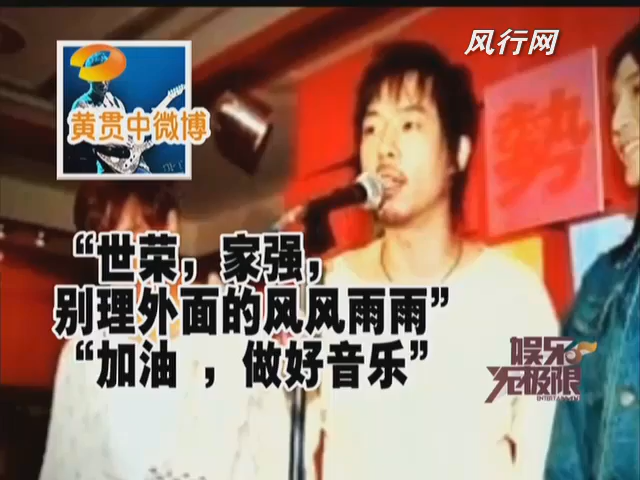 风行网
黄贯中微博
勢
“世荣，家强，
别理外面的风风雨雨”
“加油 ，做好音乐”
娱乐
无极限